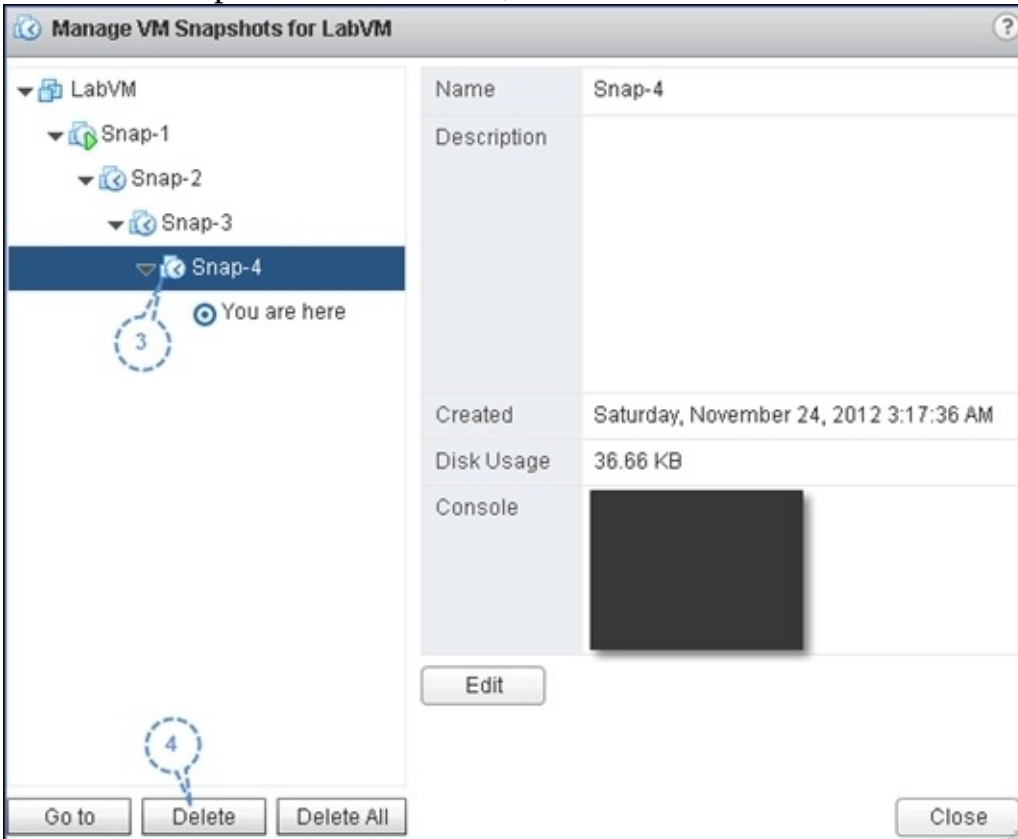 Manage VM Snapshots for LabVM
?
LabVM
Snap-1
Snap-2
Snap-3
Snap-4
You are here
3
4
Go to
Delete
Delete All
Name Snap-4
Description
Created Saturday, November 24, 2012 3:17:36 AM
Disk Usage 36.66 KB
Console
Edit
Close